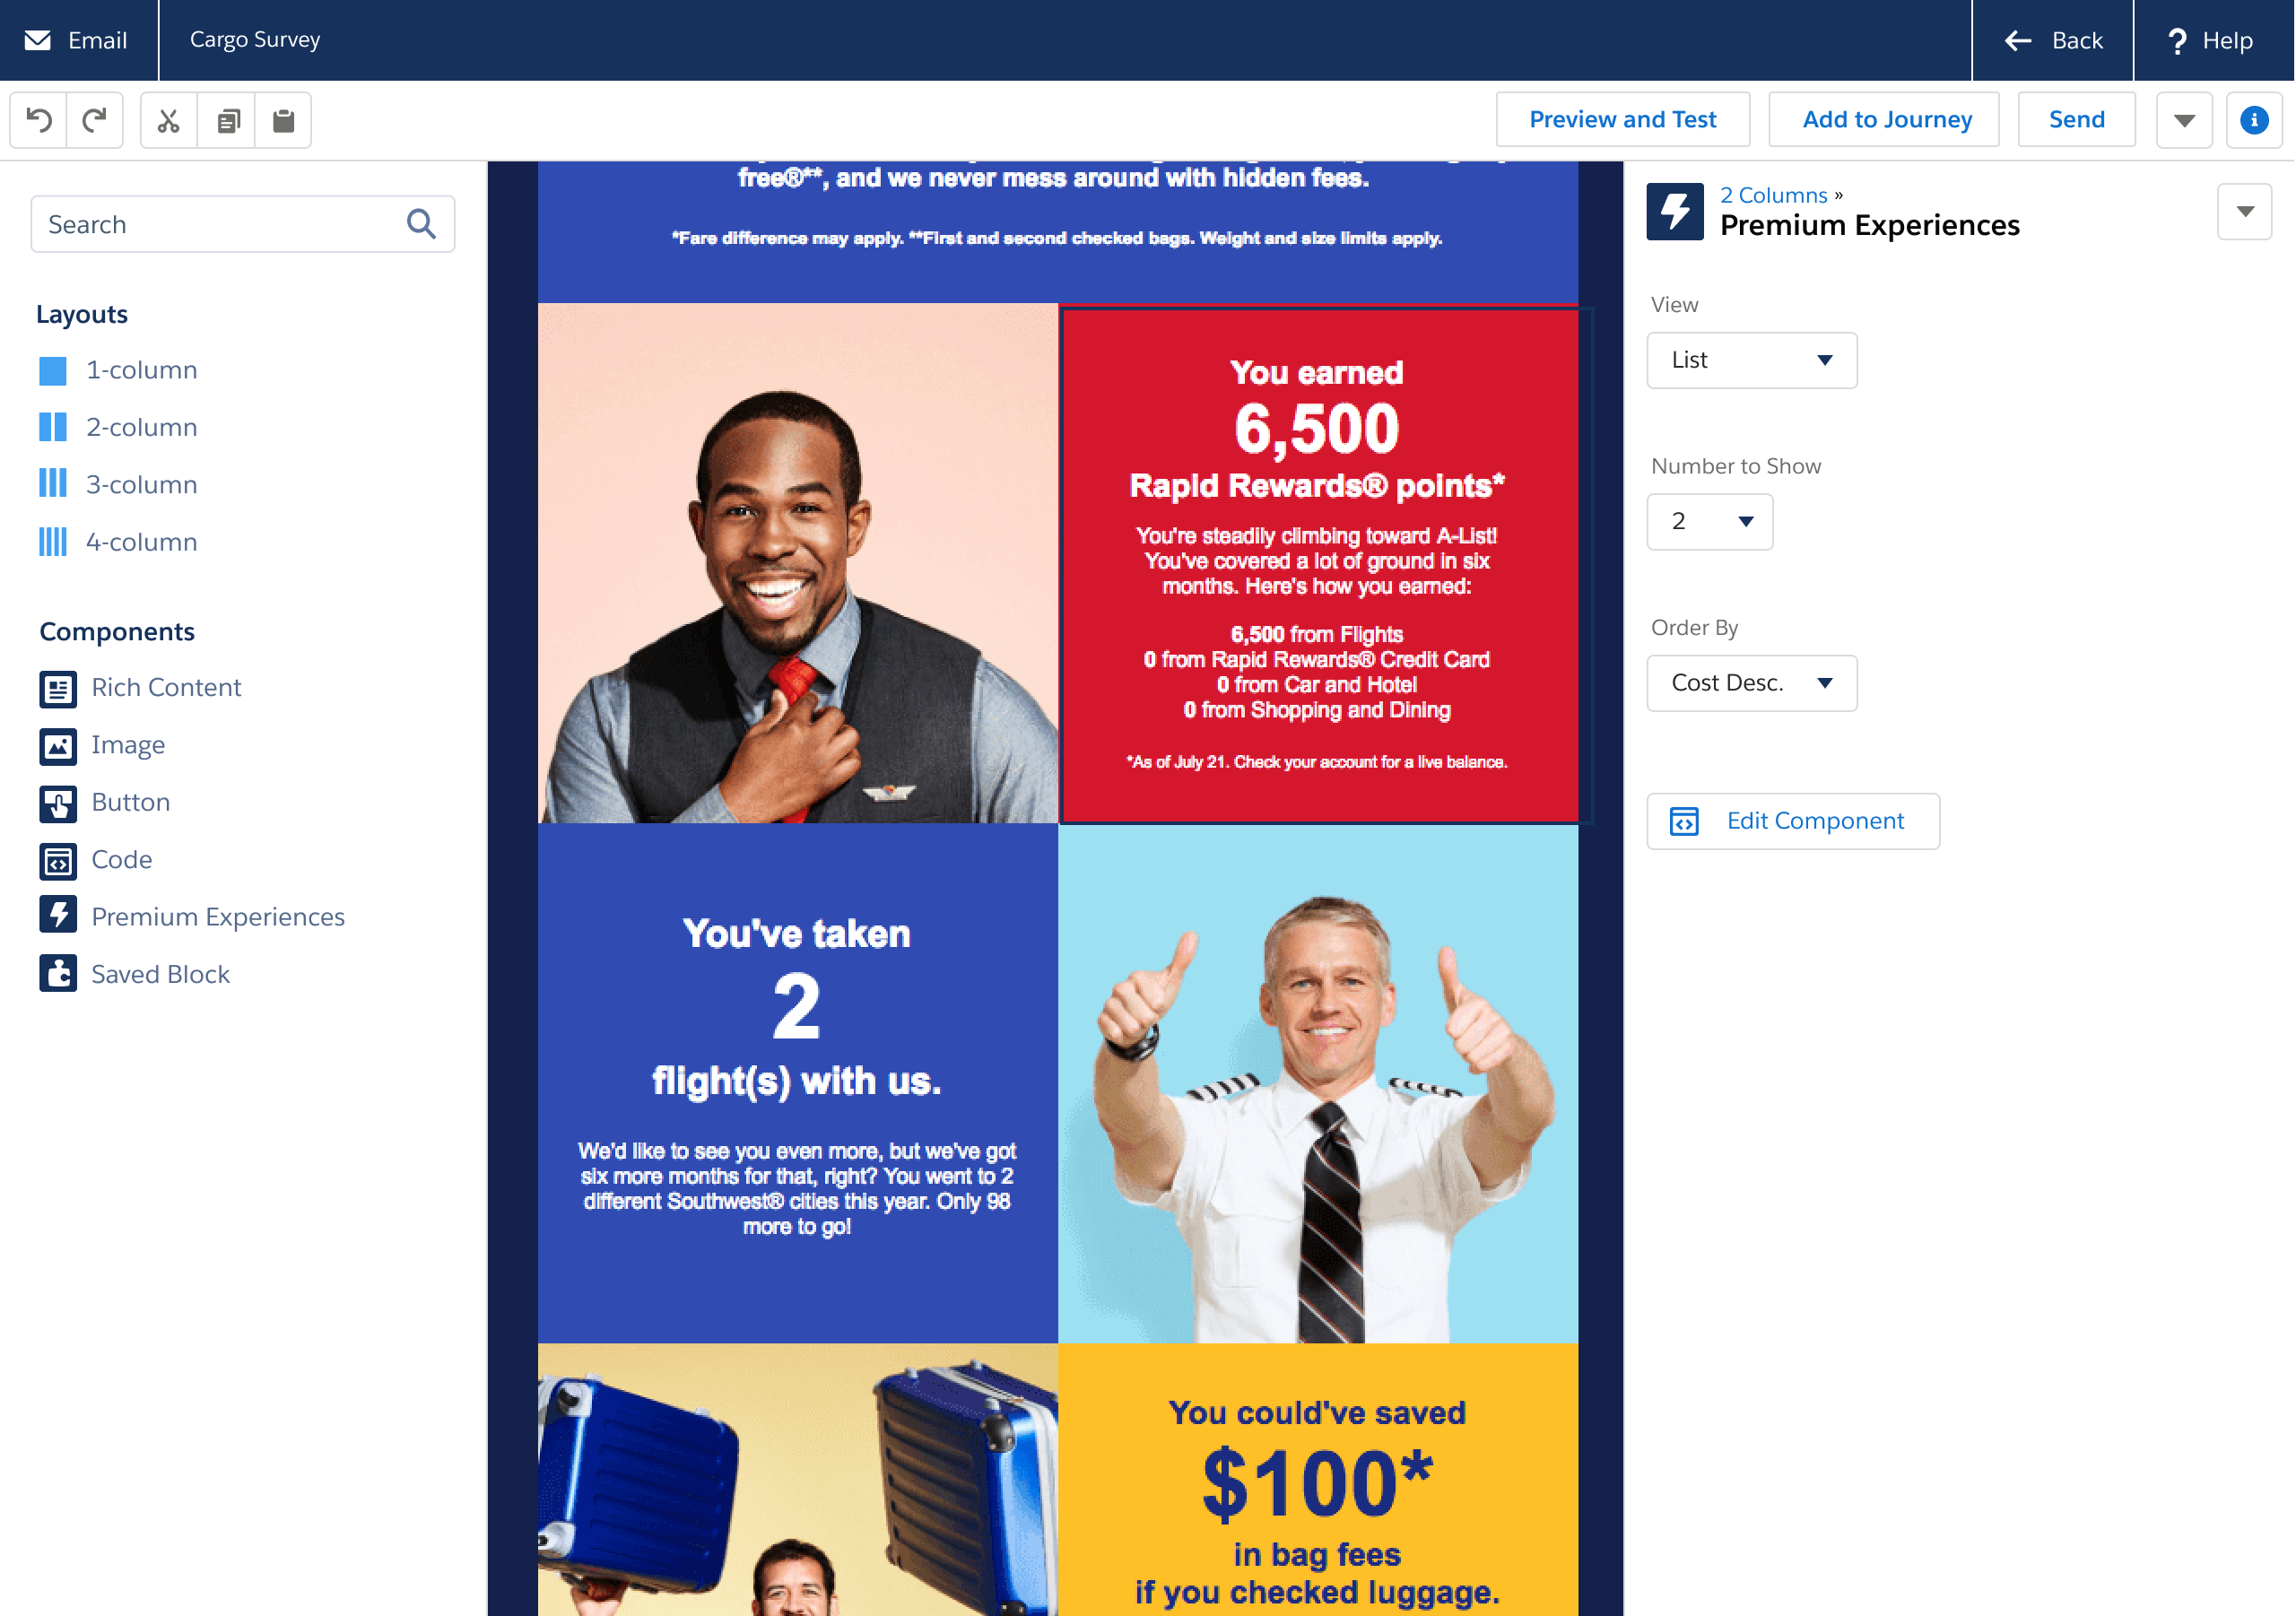 Email
Cargo Survey
Back
Help
Preview and Test
Add to Journey
Send
Search
Layouts
1-column
2-column
3-column
4-column
Components
Rich Content
Image
Button
Code
Premium Experiences
Saved Block
free®**, and we never mess around with hidden fees.
*Fare difference may apply. **First and second checked bags. Weight and size limits apply.
You earned
6,500
Rapid Rewards® points*
You're steadily climbing toward A-List!
You've covered a lot of ground in six
months. Here's how you earned:
6,500 from Flights
0 from Rapid Rewards® Credit Card
0 from Car and Hotel
0 from Shopping and Dining
*As of July 21. Check your account for a live balance.
You've taken
2
flight(s) with us.
We'd like to see you even more, but we've got
six more months for that, right? You went to 2
different Southwest® cities this year. Only 98
more to go!
You could've saved
$100*
in bag fees
if you checked luggage.
2 Columns »
Premium Experiences
View
List
Number to Show
2
Order By
Cost Desc.
Edit Component